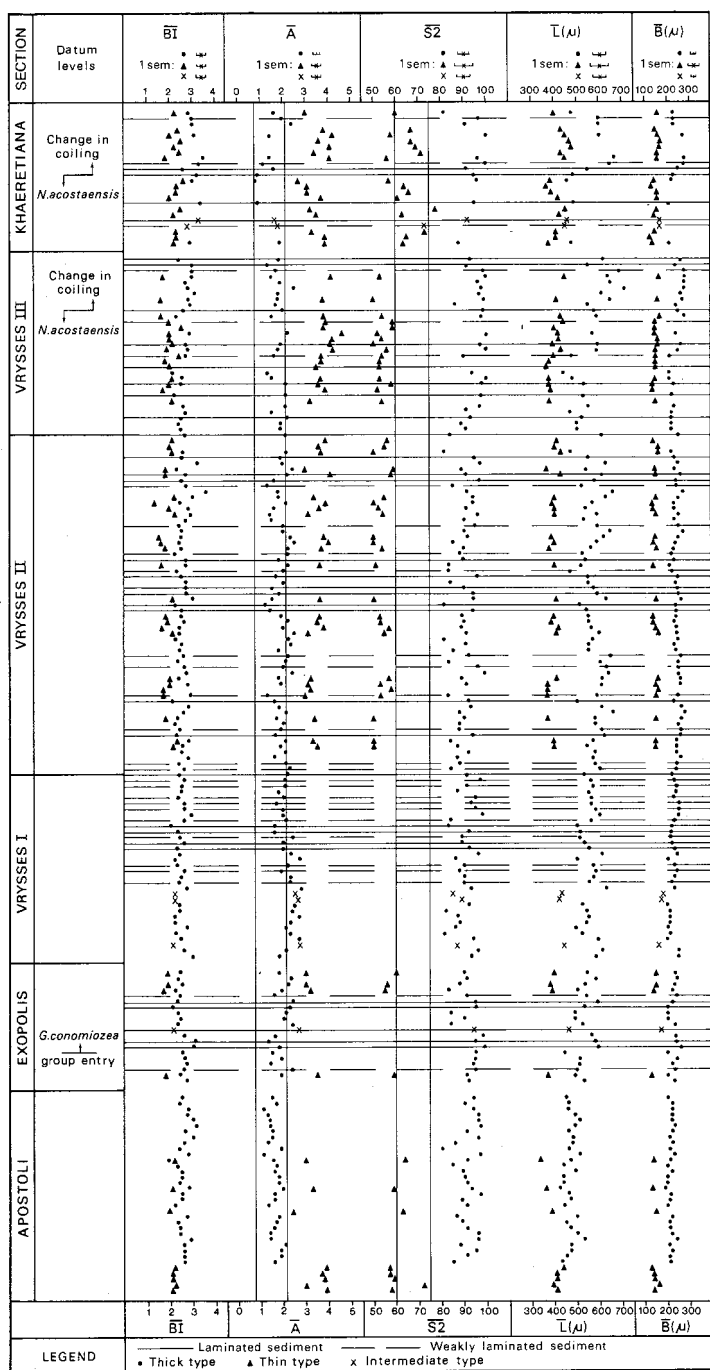 SECTION
Datum levels
BI
A
S2
L(μ)
B(μ)
1 sem:
1 sem:
1 sem:
1 sem:
1 sem:
1 2 3 4
0 1 2 3 4 5
50 60 70 80 90 100
300 400 500 600 700
100 200 300
KHAERETIANA
Change in coiling
N.acostaensis
VRYSSES III
Change in coiling
N.acostaensis
VRYSSES II
VRYSSES I
EXOPOLIS
G.conomiozea
group entry
APOSTOLI
1 2 3 4
0 1 2 3 4 5
50 60 70 80 90 100
300 400 500 600 700
100 200 300
BI
A
S2
L(μ)
B(μ)
LEGEND
Laminated sediment
Weakly laminated sediment
• Thick type ▲ Thin type x Intermediate type